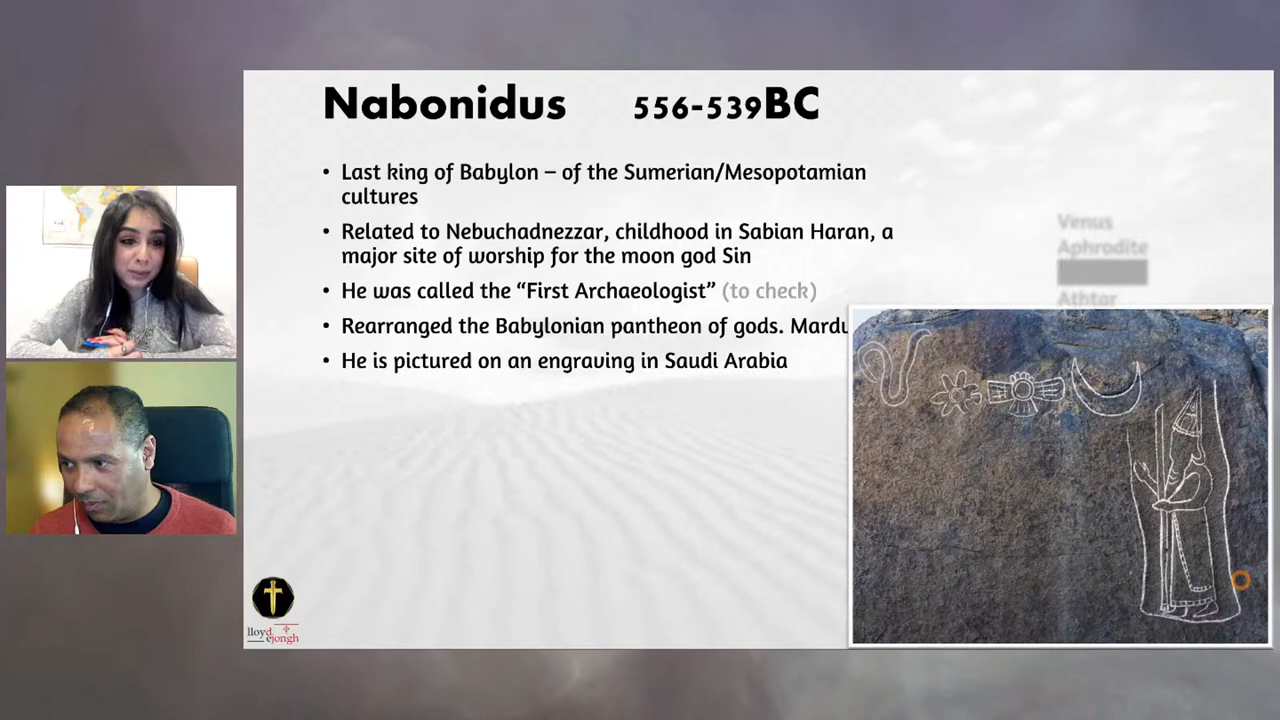 Nabonidus 556-539BC
• Last king of Babylon – of the Sumerian/Mesopotamian
cultures
• Related to Nebuchadnezzar, childhood in Sabian Haran, a
major site of worship for the moon god Sin
• He was called the “First Archaeologist” (to check)
• Rearranged the Babylonian pantheon of gods. Mardu
• He is pictured on an engraving in Saudi Arabia
Venus
Aphrodite
Athtar
lloyd
ejongh